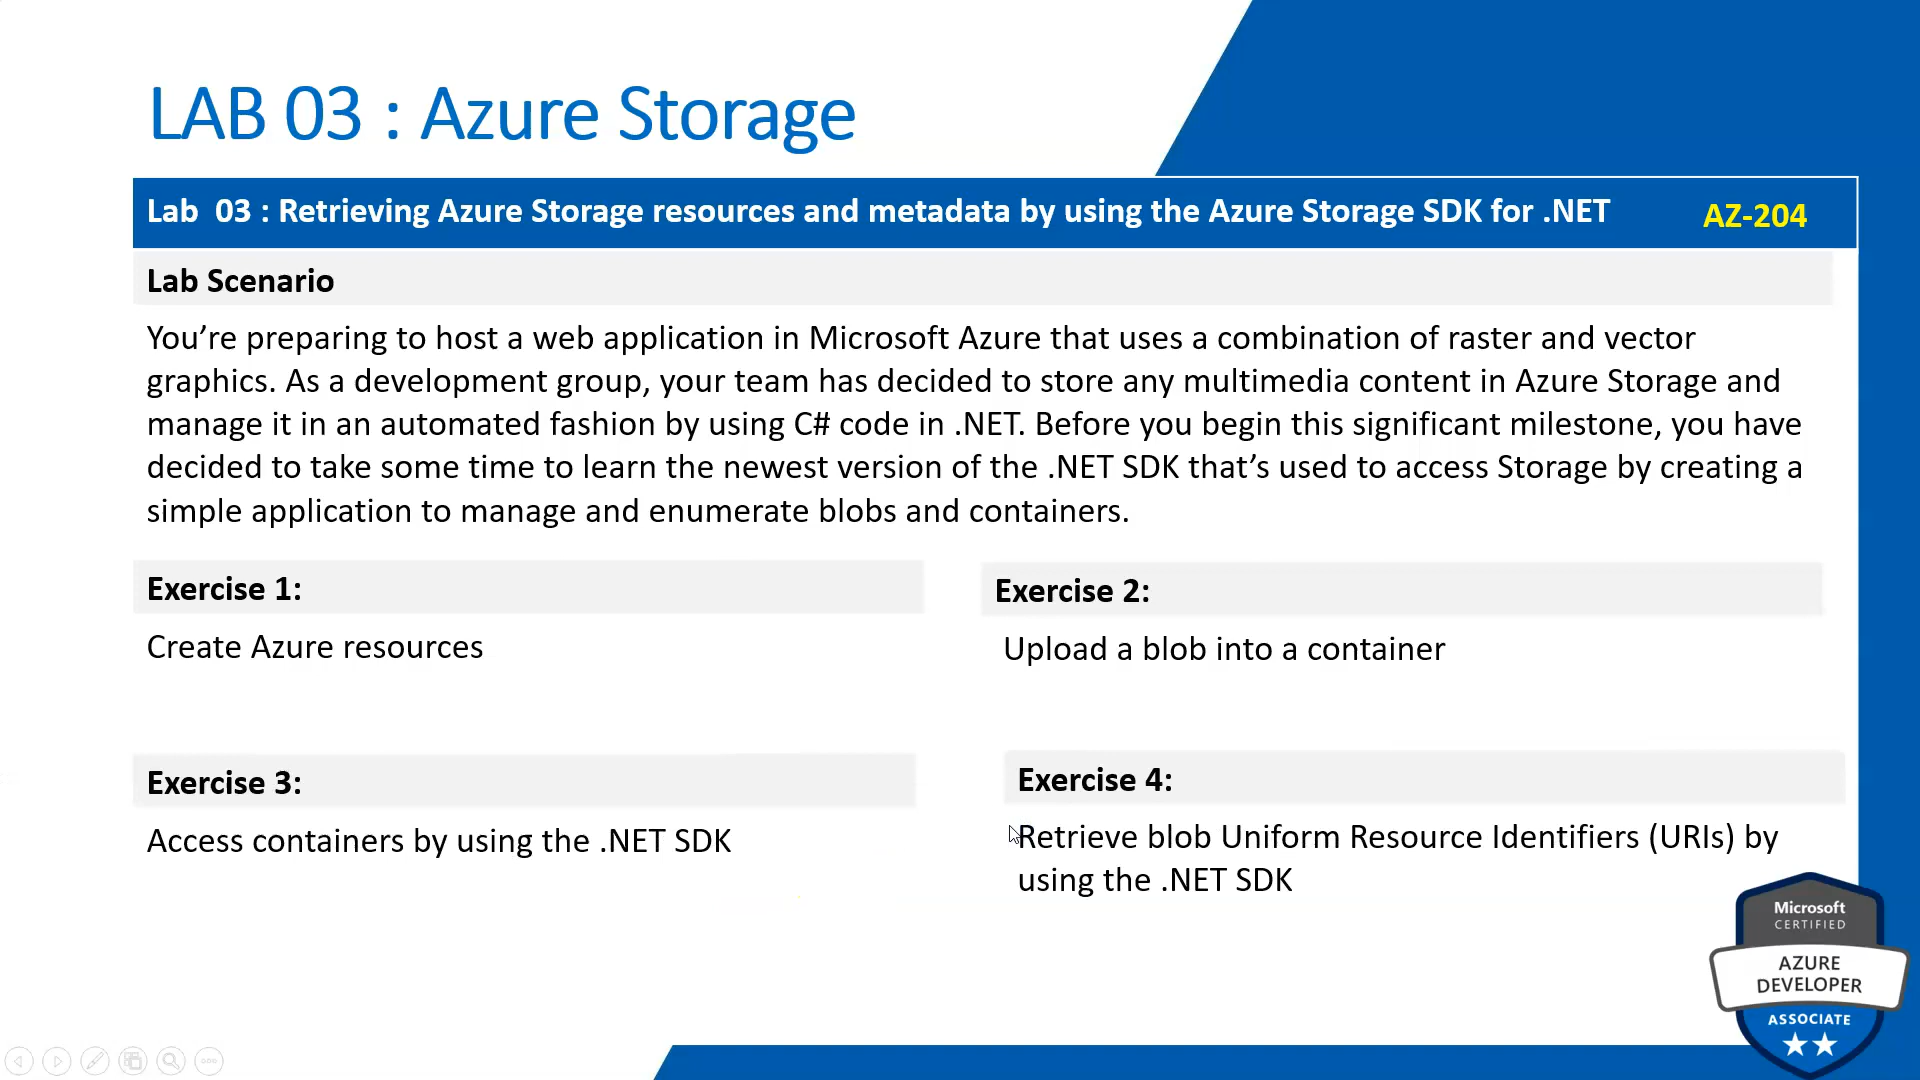 LAB 03 : Azure Storage
Lab 03 : Retrieving Azure Storage resources and metadata by using the Azure Storage SDK for .NET
AZ-204
Lab Scenario
You’re preparing to host a web application in Microsoft Azure that uses a combination of raster and vector
graphics. As a development group, your team has decided to store any multimedia content in Azure Storage and
manage it in an automated fashion by using C# code in .NET. Before you begin this significant milestone, you have
decided to take some time to learn the newest version of the .NET SDK that’s used to access Storage by creating a
simple application to manage and enumerate blobs and containers.
Exercise 1:
Create Azure resources
Exercise 2:
Upload a blob into a container
Exercise 3:
Access containers by using the .NET SDK
Exercise 4:
Retrieve blob Uniform Resource Identifiers (URIs) by
using the .NET SDK
Microsoft
CERTIFIED
AZURE
DEVELOPER
ASSOCIATE